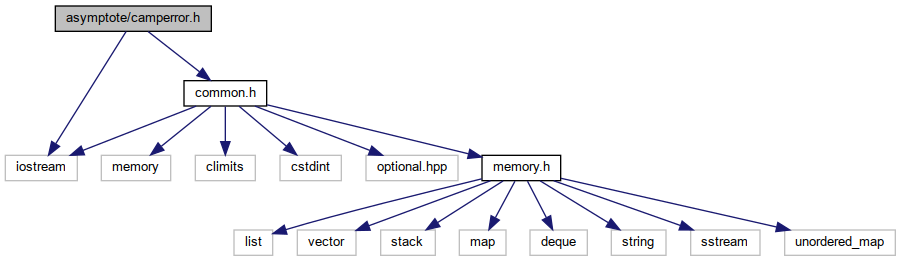 asymptote/camperror.h
common.h
iostream
memory
climits
cstdint
optional.hpp
memory.h
list
vector
stack
map
deque
string
sstream
unordered_map